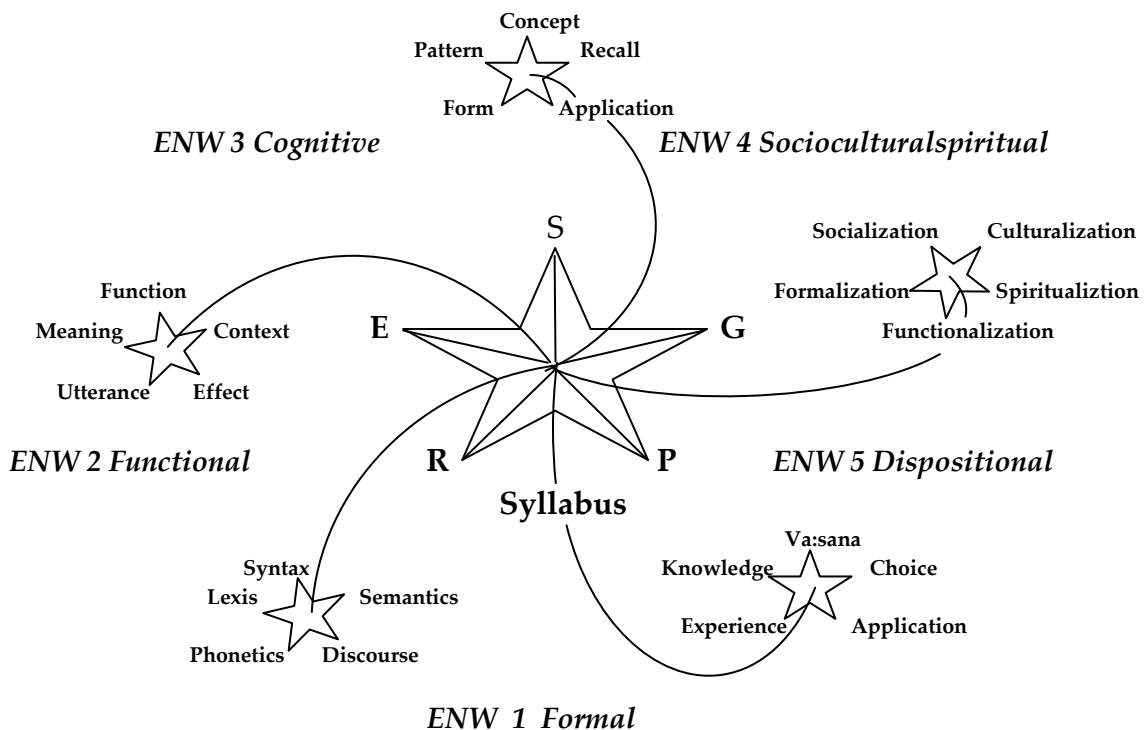 Concept
Pattern
Recall
Form
Application
ENW 3 Cognitive
ENW 4 Socioculturalspiritual
S
Socialization
Culturalization
Formalization
Spiritualiztion
Functionalization
Function
Meaning
Context
Utterance
Effect
E
G
R
P
ENW 2 Functional
ENW 5 Dispositional
Syllabus
Va:sana
Knowledge
Choice
Experience
Application
Syntax
Lexis
Semantics
Phonetics
Discourse
ENW 1 Formal